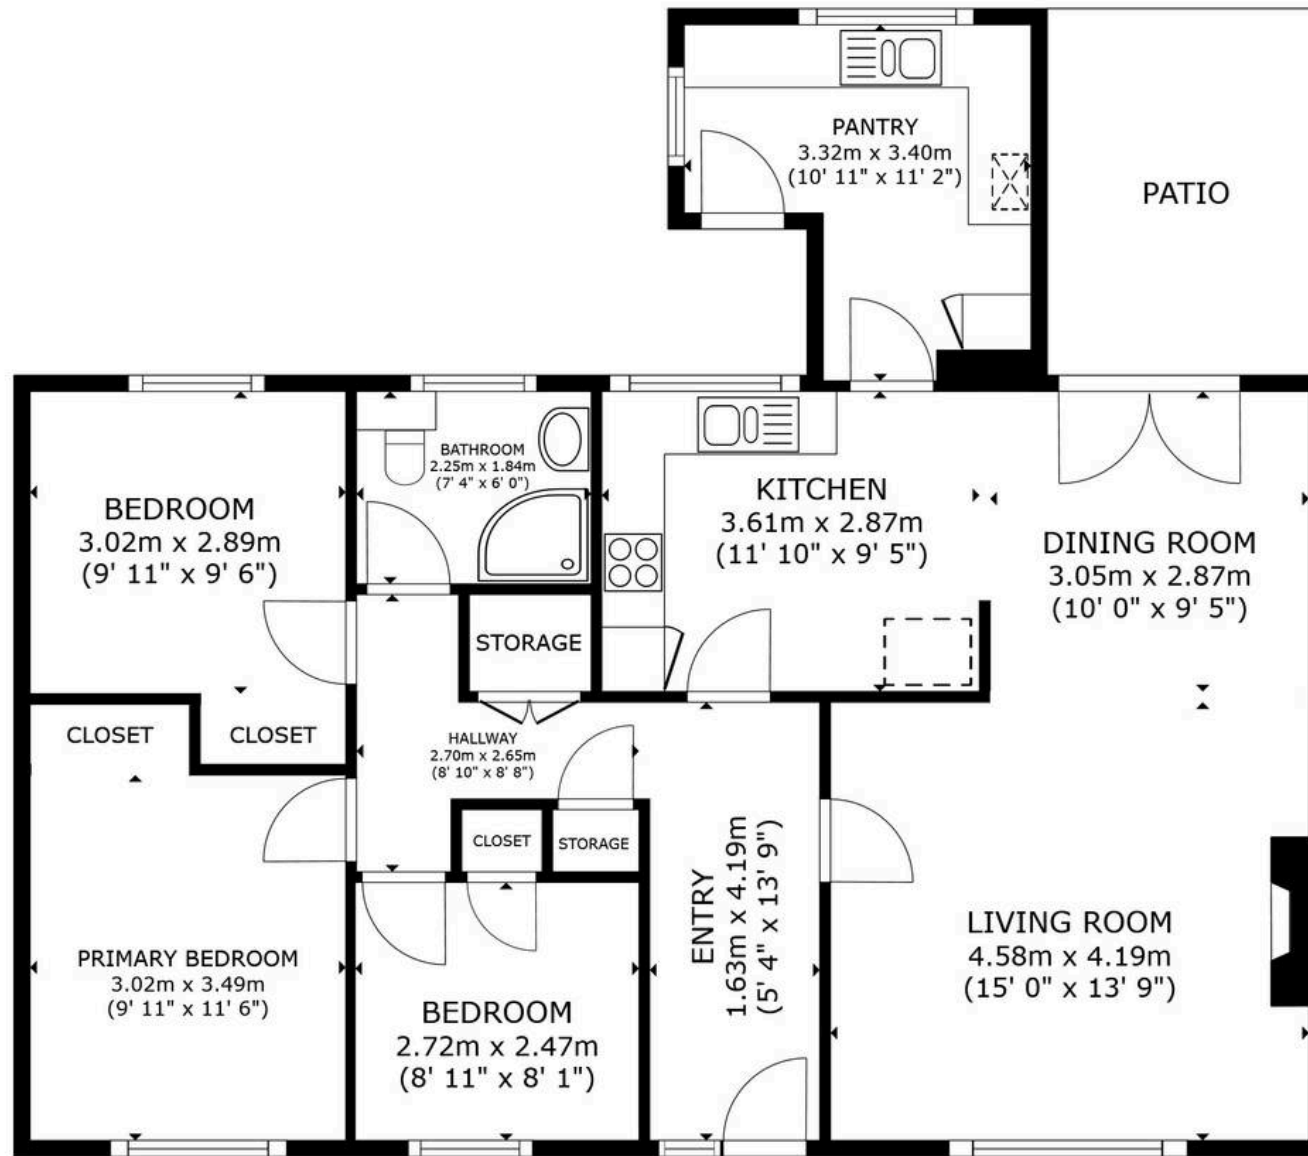 PANTRY
3.32m x 3.40m
(10' 11" x 11' 2")
PATIO
BEDROOM
3.02m x 2.89m
(9' 11" x 9' 6")
BATHROOM
2.25m x 1.84m
(7' 4" x 6' 0")
KITCHEN
3.61m x 2.87m
(11' 10" x 9' 5")
DINING ROOM
3.05m x 2.87m
(10' 0" x 9' 5")
STORAGE
CLOSET
CLOSET
HALLWAY
2.70m x 2.65m
(8' 10" x 8' 8")
CLOSET
STORAGE
PRIMARY BEDROOM
3.02m x 3.49m
(9' 11" x 11' 6")
BEDROOM
2.72m x 2.47m
(8' 11" x 8' 1")
ENTRY
1.63m x 4.19m
(5' 4" x 13' 9")
LIVING ROOM
4.58m x 4.19m
(15' 0" x 13' 9")